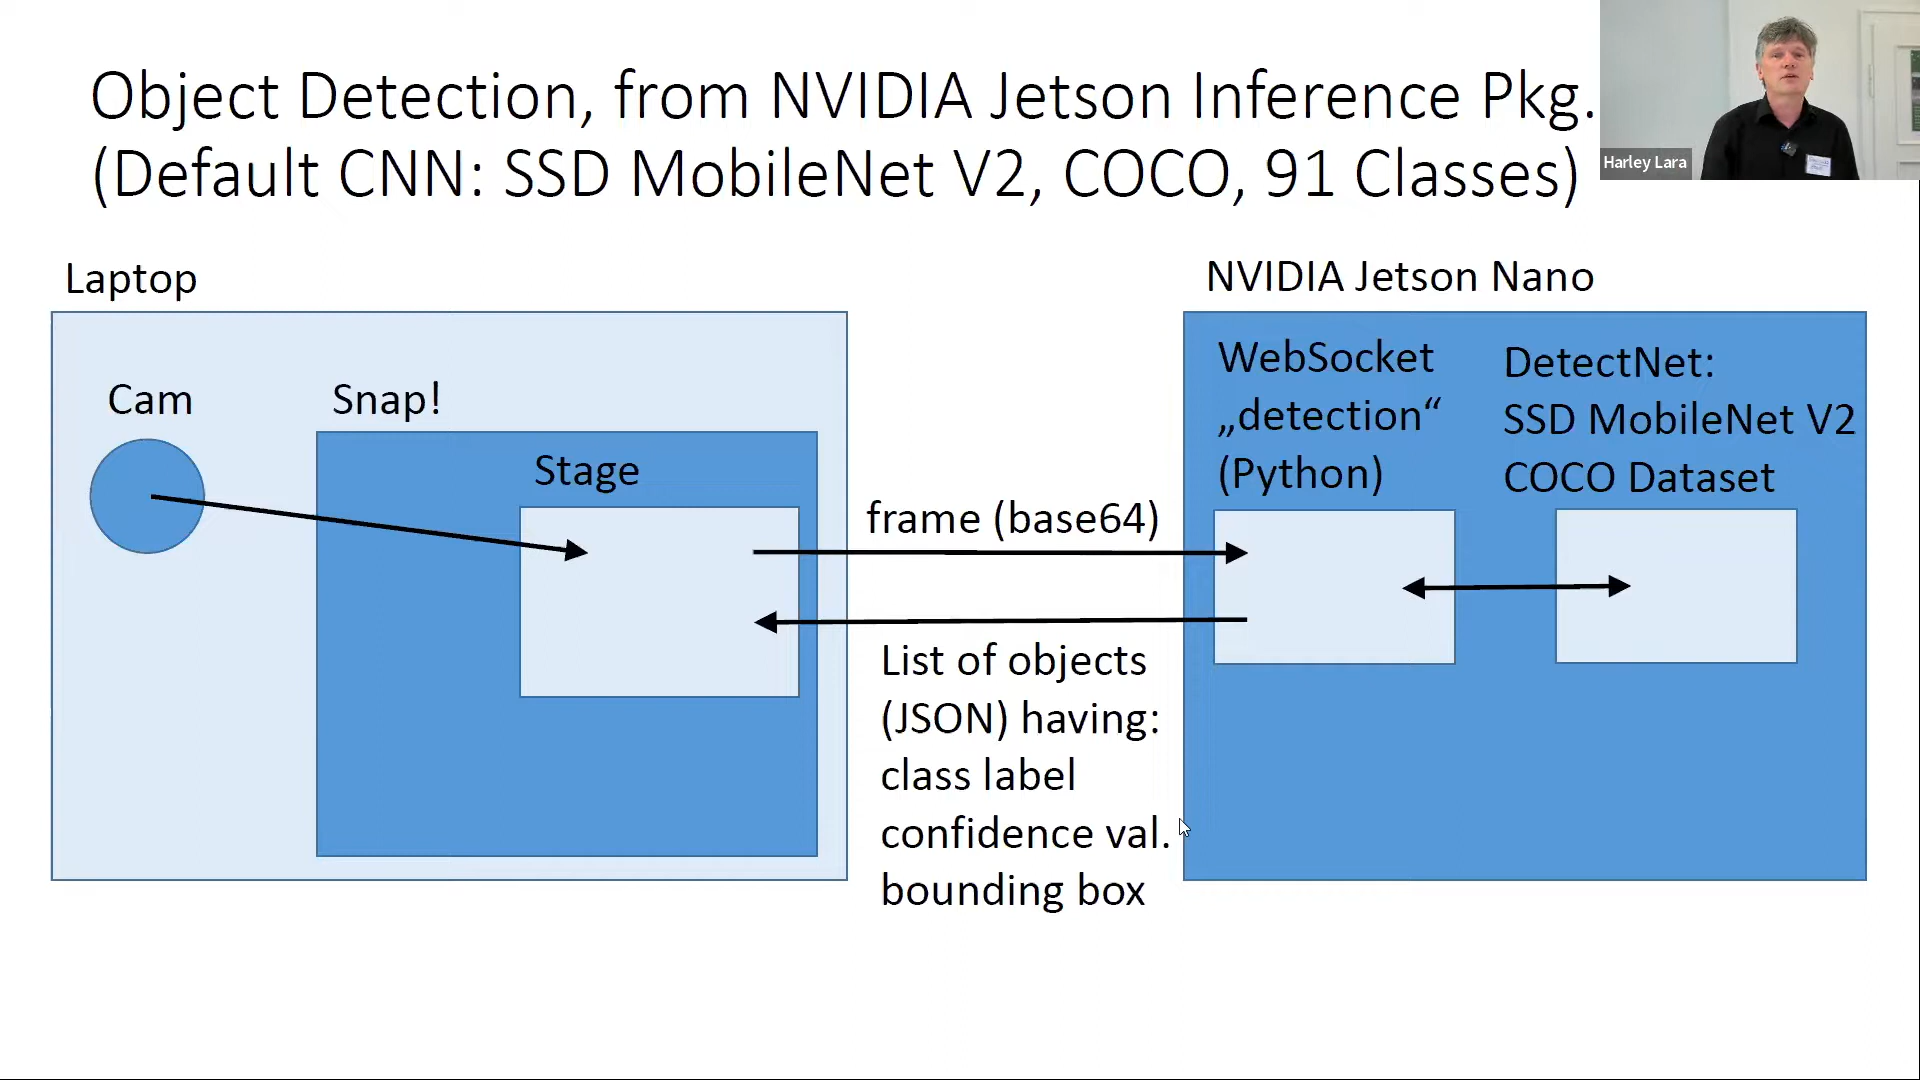 Object Detection, from NVIDIA Jetson Inference Pkg.
(Default CNN: SSD MobileNet V2, COCO, 91 Classes)
Harley Lara
Laptop
Cam
Snap!
Stage
frame (base64)
List of objects
(JSON) having:
class label
confidence val.
bounding box
NVIDIA Jetson Nano
WebSocket
„detection“
(Python)
DetectNet:
SSD MobileNet V2
COCO Dataset